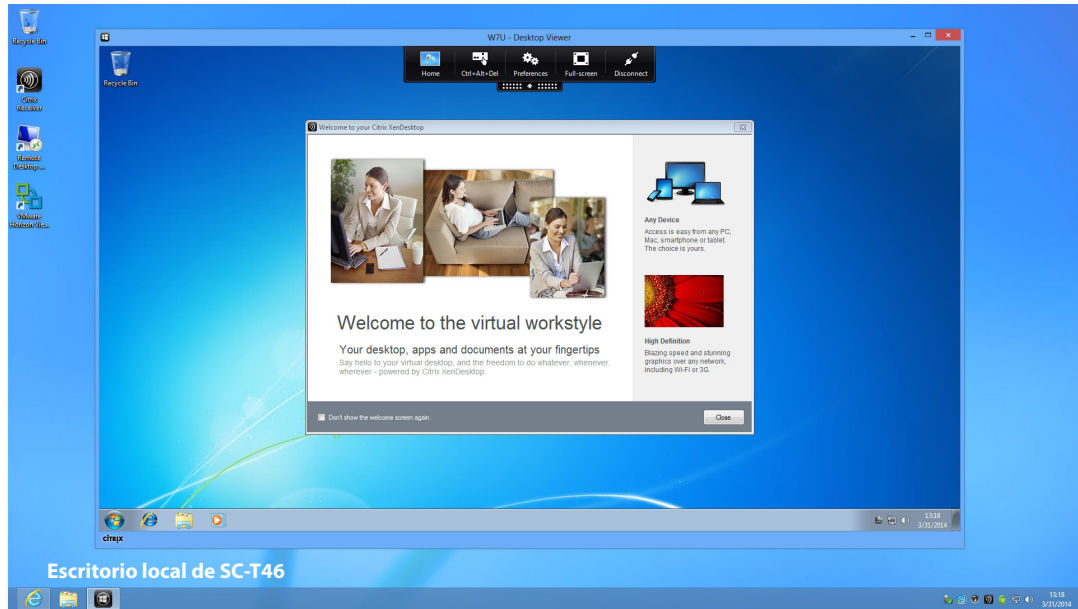 Recycle Bin
Citrix
Receiver
Remote
Desktop ...
VMware
Horizon Vie...
W7U - Desktop Viewer
Recycle Bin
Home
Ctrl+Alt+Del
Preferences
Full-screen
Disconnect
Welcome to your Citrix XenDesktop
Welcome to the virtual workstyle
Your desktop, apps and documents at your fingertips
Say hello to your virtual desktop, and the freedom to do whatever, whenever,
wherever - powered by Citrix XenDesktop.
Any Device
Access is easy from any PC,
Mac, smartphone or tablet.
The choice is yours.
High Definition
Blazing speed and stunning
graphics over any network,
including Wi-Fi or 3G.
Don't show the welcome screen again.
Close
13:18
3/31/2014
citrix
Escritorio local de SC-T46
13:18
3/31/2014